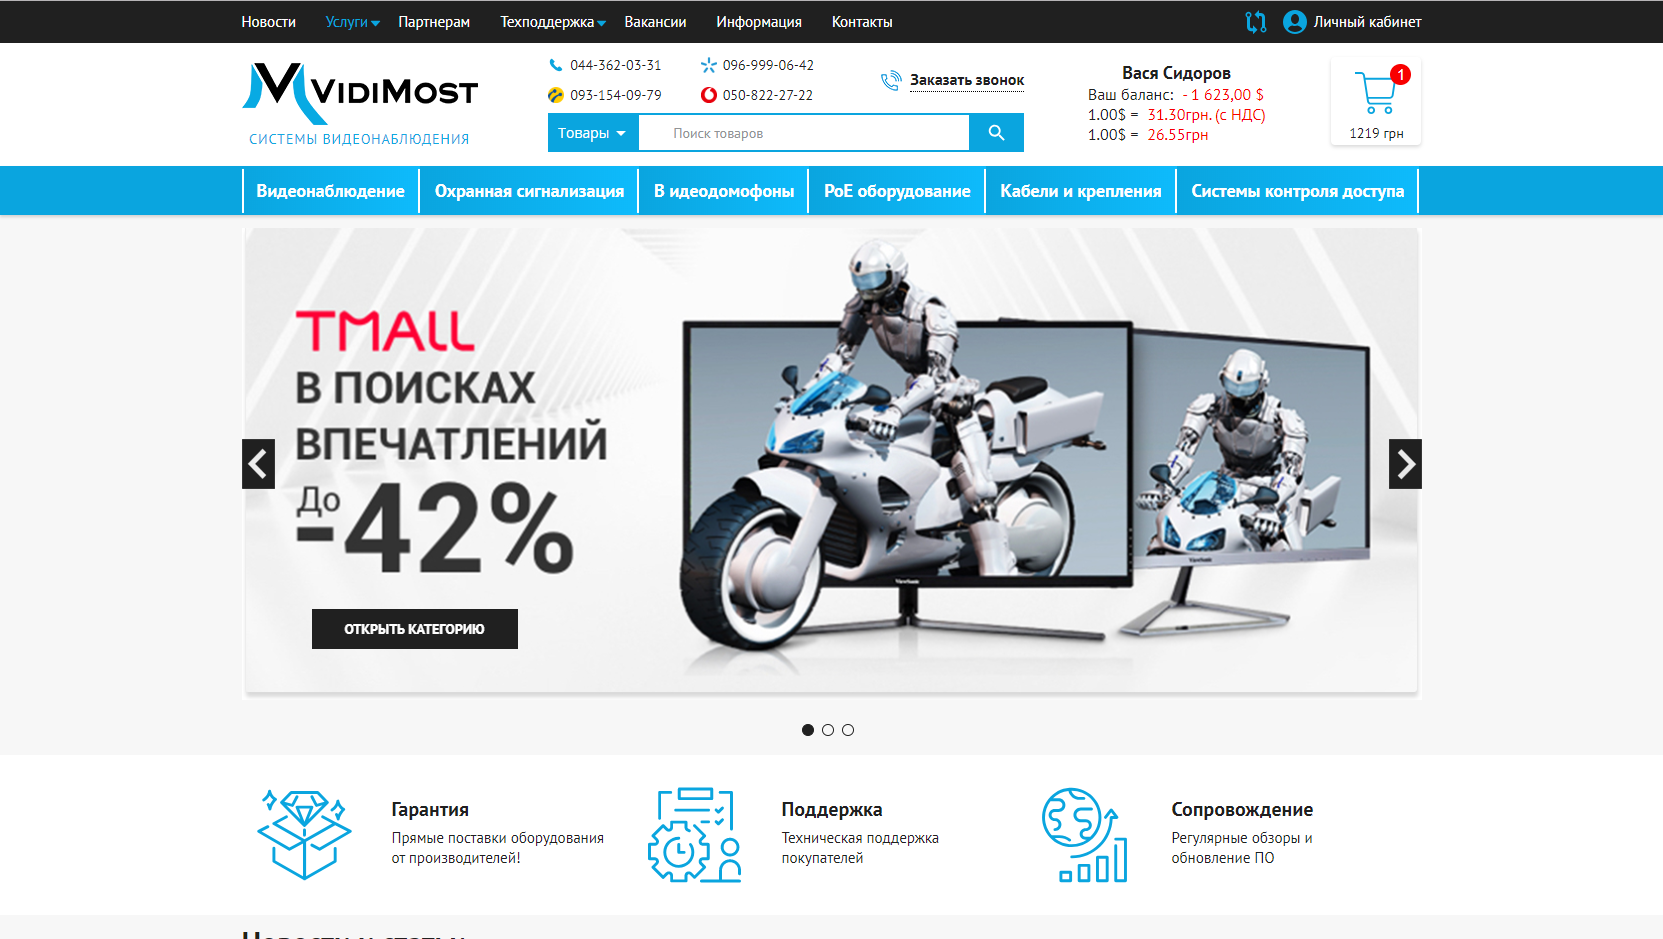 Новости Услуги Партнерам Техподдержка Вакансии Информация Контакты Личный кабинет
VIDIMOST
СИСТЕМЫ ВИДЕОНАБЛЮДЕНИЯ
044-362-03-31 096-999-06-42
093-154-09-79 050-822-27-22
Заказать звонок
Товары Поиск товаров
Вася Сидоров
Ваш баланс: - 1 623,00 $
1.00$ = 31.30грн. (с НДС)
1.00$ = 26.55грн
1
1219 грн
Видеонаблюдение Охранная сигнализация В идеодомофоны PoE оборудование Кабели и крепления Системы контроля доступа
TMALL
В ПОИСКАХ
ВПЕЧАТЛЕНИЙ
До
-42%
ОТКРЫТЬ КАТЕГОРИЮ
ViewSonic
Гарантия
Прямые поставки оборудования
от производителей!
Поддержка
Техническая поддержка
покупателей
Сопровождение
Регулярные обзоры и
обновление ПО
Новости и статьи